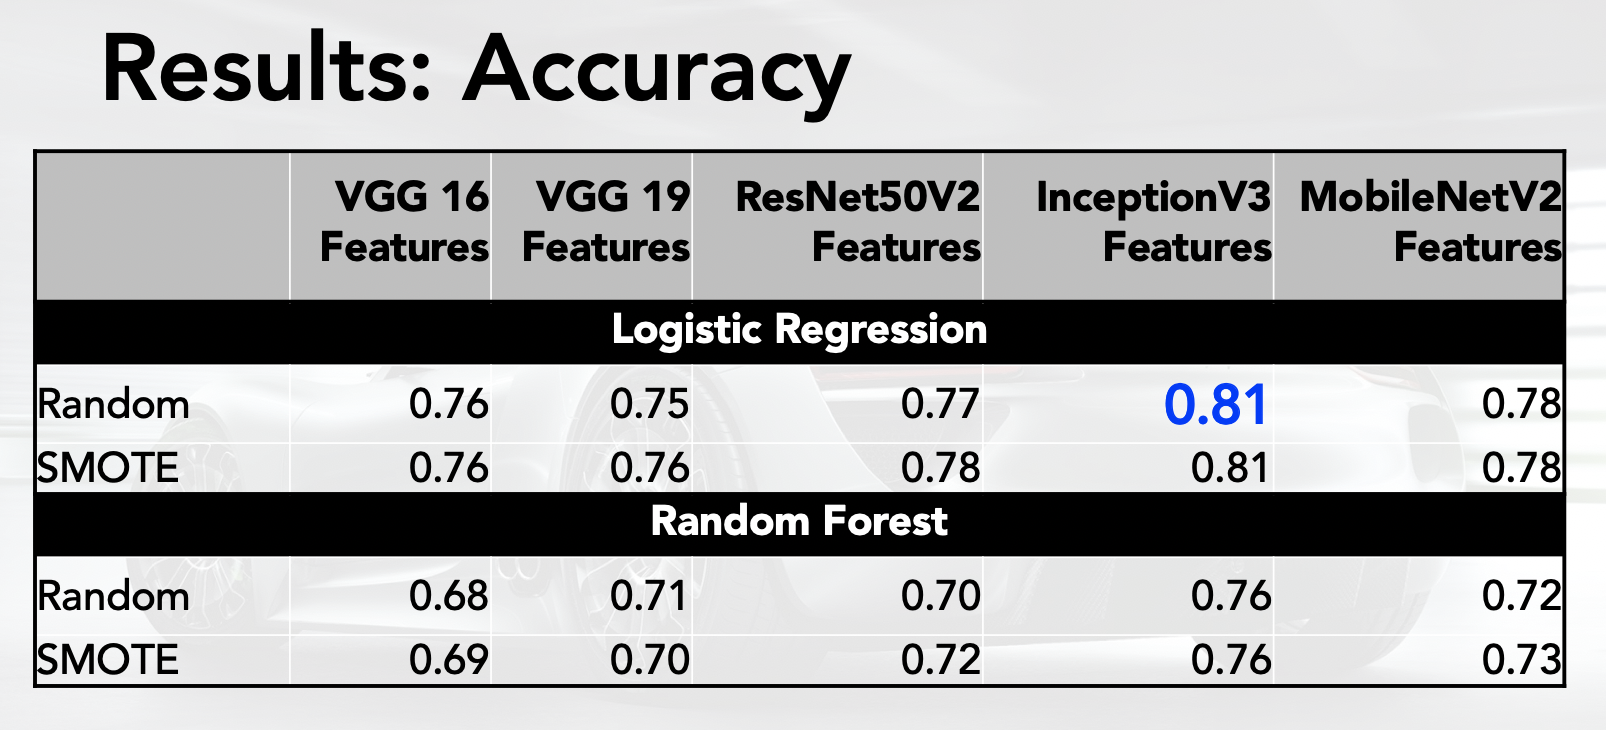 Results: Accuracy
VGG 16 Features VGG 19 Features ResNet50V2 Features InceptionV3 Features MobileNetV2 Features
Logistic Regression
Random 0.76 0.75 0.77 0.81 0.78
SMOTE 0.76 0.76 0.78 0.81 0.78
Random Forest
Random 0.68 0.71 0.70 0.76 0.72
SMOTE 0.69 0.70 0.72 0.76 0.73